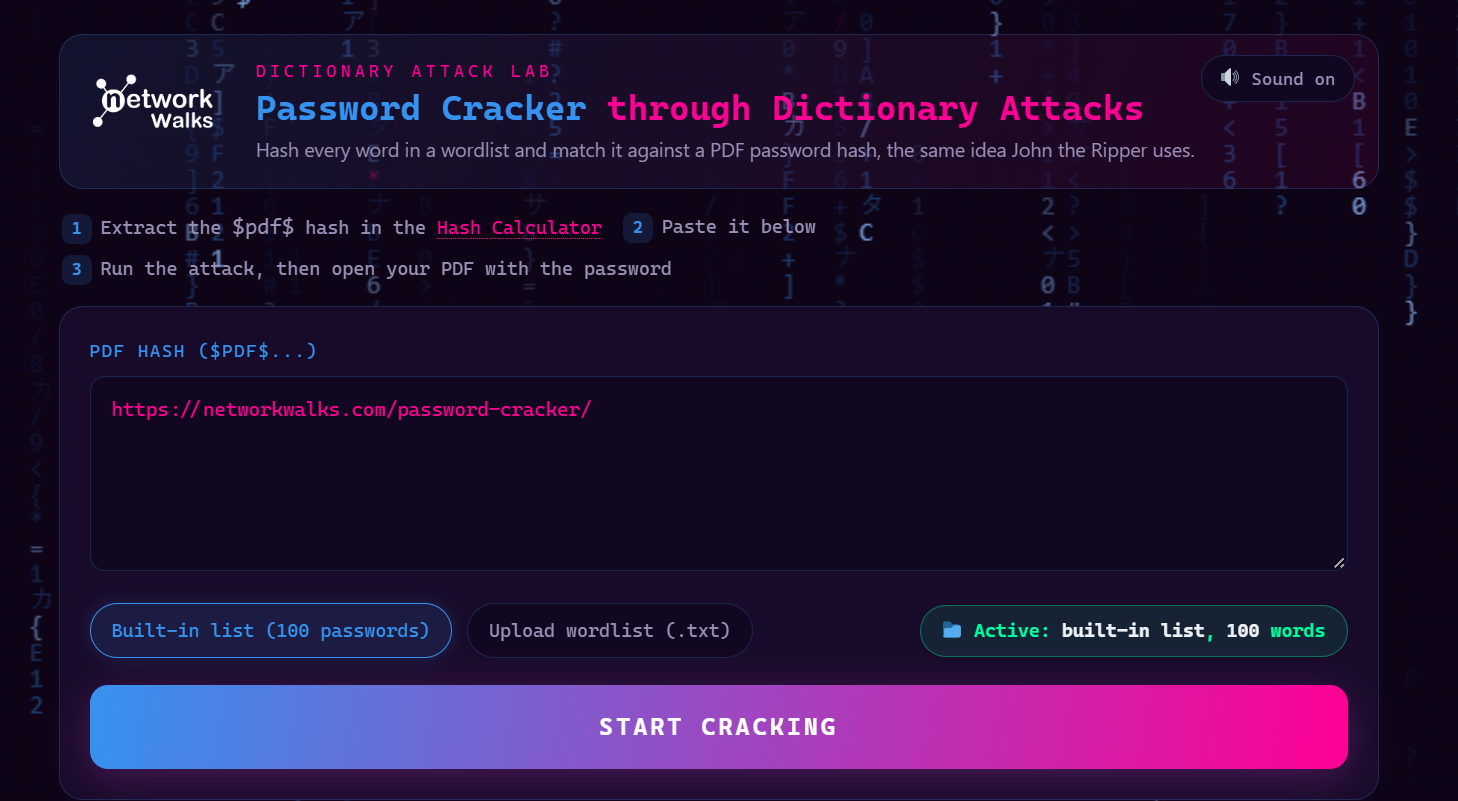 DICTIONARY ATTACK LAB
networkwalks
Password Cracker through Dictionary Attacks
Sound on
Hash every word in a wordlist and match it against a PDF password hash, the same idea John the Ripper uses.
1 Extract the $pdf$ hash in the Hash Calculator 2 Paste it below
3 Run the attack, then open your PDF with the password
PDF HASH ($PDF$...)
https://networkwalks.com/password-cracker/
Built-in list (100 passwords) Upload wordlist (.txt) Active: built-in list, 100 words
START CRACKING